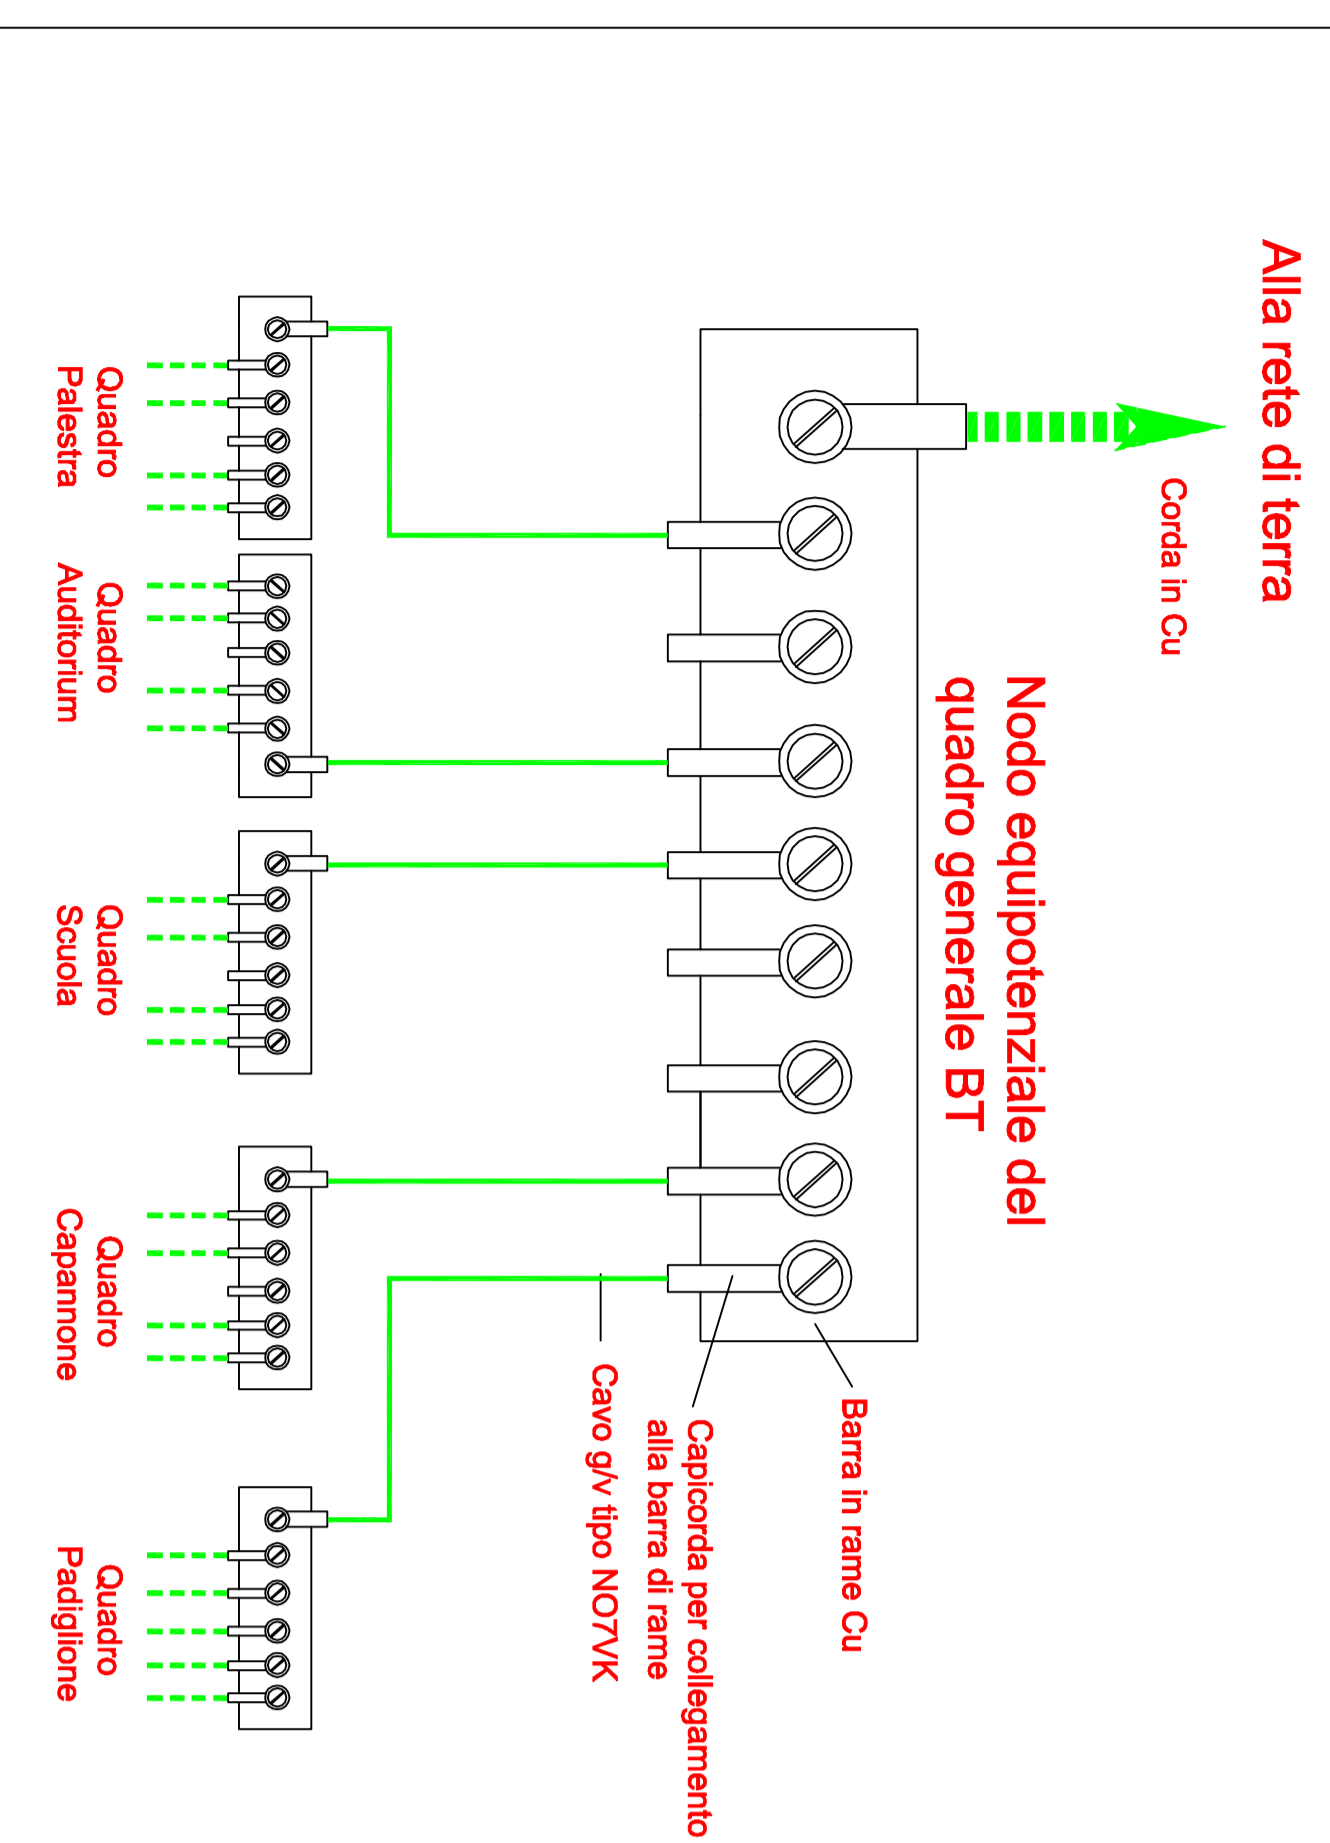 Alla rete di terra
Corda in Cu
Nodo equipotenziale del
quadro generale BT
Barra in rame Cu
Capicorda per collegamento
alla barra di rame
Cavo g/v tipo NO7VK
Quadro
Palestra
Quadro
Auditorium
Quadro
Scuola
Quadro
Capannone
Quadro
Padiglione